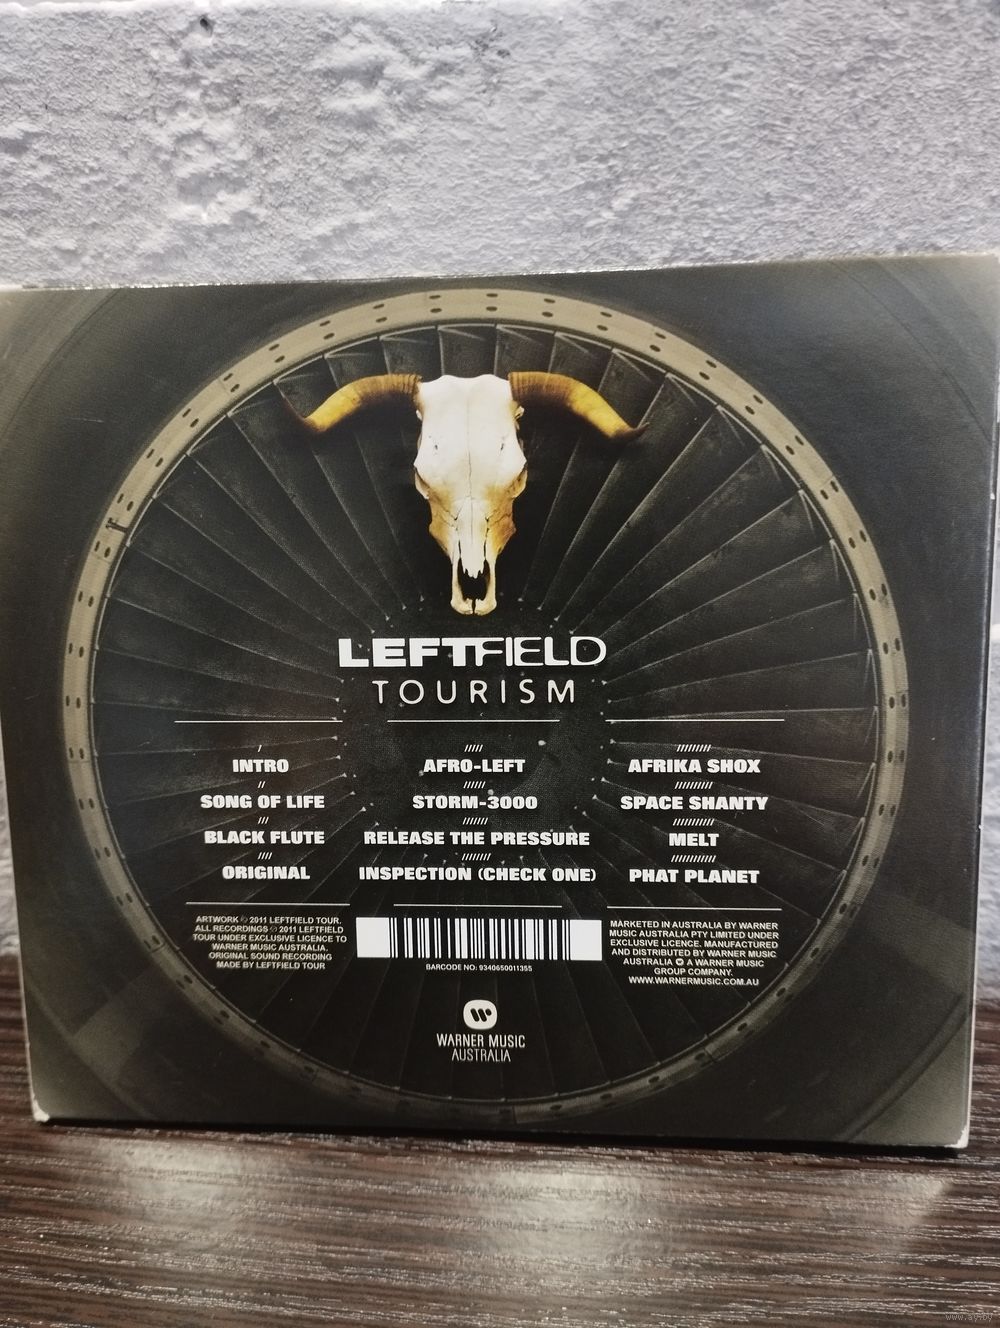 LEFTFIELD
TOURISM
/
INTRO
//
SONG OF LIFE
///
BLACK FLUTE
////
ORIGINAL
/////
AFRO-LEFT
//////
STORM-3000
///////
RELEASE THE PRESSURE
////////
INSPECTION (CHECK ONE)
/////////
AFRIKA SHOX
//////////
SPACE SHANTY
///////////
MELT
////////////
PHAT PLANET
ARTWORK © 2011 LEFTFIELD TOUR.
ALL RECORDINGS ℗ 2011 LEFTFIELD
TOUR UNDER EXCLUSIVE LICENCE TO
WARNER MUSIC AUSTRALIA.
ORIGINAL SOUND RECORDING
MADE BY LEFTFIELD TOUR
BARCODE NO: 9340650011355
MARKETED IN AUSTRALIA BY WARNER
MUSIC AUSTRALIA PTY LIMITED UNDER
EXCLUSIVE LICENCE. MANUFACTURED
AND DISTRIBUTED BY WARNER MUSIC
AUSTRALIA A WARNER MUSIC
GROUP COMPANY.
WWW.WARNERMUSIC.COM.AU
WARNER MUSIC
AUSTRALIA
www.ay.by